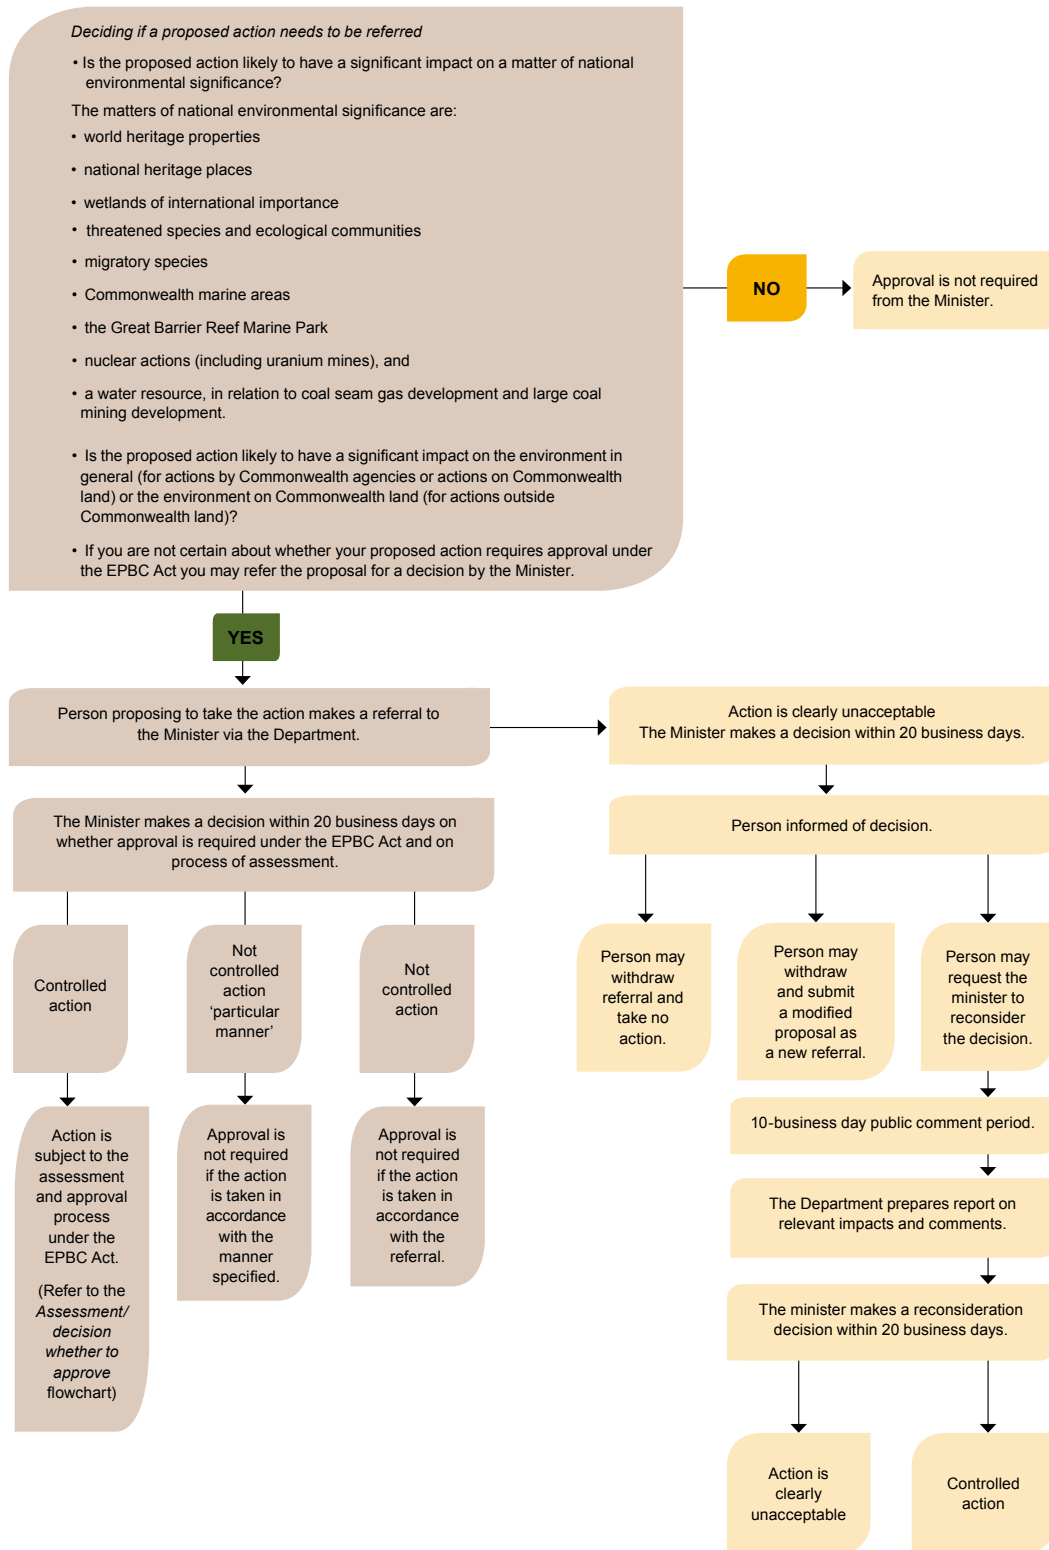 Deciding if a proposed action needs to be referred
• Is the proposed action likely to have a significant impact on a matter of national
environmental significance?
The matters of national environmental significance are:
• world heritage properties
• national heritage places
• wetlands of international importance
• threatened species and ecological communities
• migratory species
• Commonwealth marine areas
• the Great Barrier Reef Marine Park
• nuclear actions (including uranium mines), and
• a water resource, in relation to coal seam gas development and large coal
mining development.
• Is the proposed action likely to have a significant impact on the environment in
general (for actions by Commonwealth agencies or actions on Commonwealth
land) or the environment on Commonwealth land (for actions outside
Commonwealth land)?
• If you are not certain about whether your proposed action requires approval under
the EPBC Act you may refer the proposal for a decision by the Minister.
NO
Approval is not required
from the Minister.
YES
Person proposing to take the action makes a referral to
the Minister via the Department.
Action is clearly unacceptable
The Minister makes a decision within 20 business days.
The Minister makes a decision within 20 business days on
whether approval is required under the EPBC Act and on
process of assessment.
Person informed of decision.
Controlled
action
Not
controlled
action
‘particular
manner’
Not
controlled
action
Person may
withdraw
referral and
take no
action.
Person may
withdraw
and submit
a modified
proposal as
a new referral.
Person may
request the
minister to
reconsider
the decision.
Action is
subject to the
assessment
and approval
process
under the
EPBC Act.
(Refer to the
Assessment/
decision
whether to
approve
flowchart)
Approval is
not required
if the action
is taken in
accordance
with the
manner
specified.
Approval is
not required
if the action
is taken in
accordance
with the
referral.
10-business day public comment period.
The Department prepares report on
relevant impacts and comments.
The minister makes a reconsideration
decision within 20 business days.
Action is
clearly
unacceptable
Controlled
action